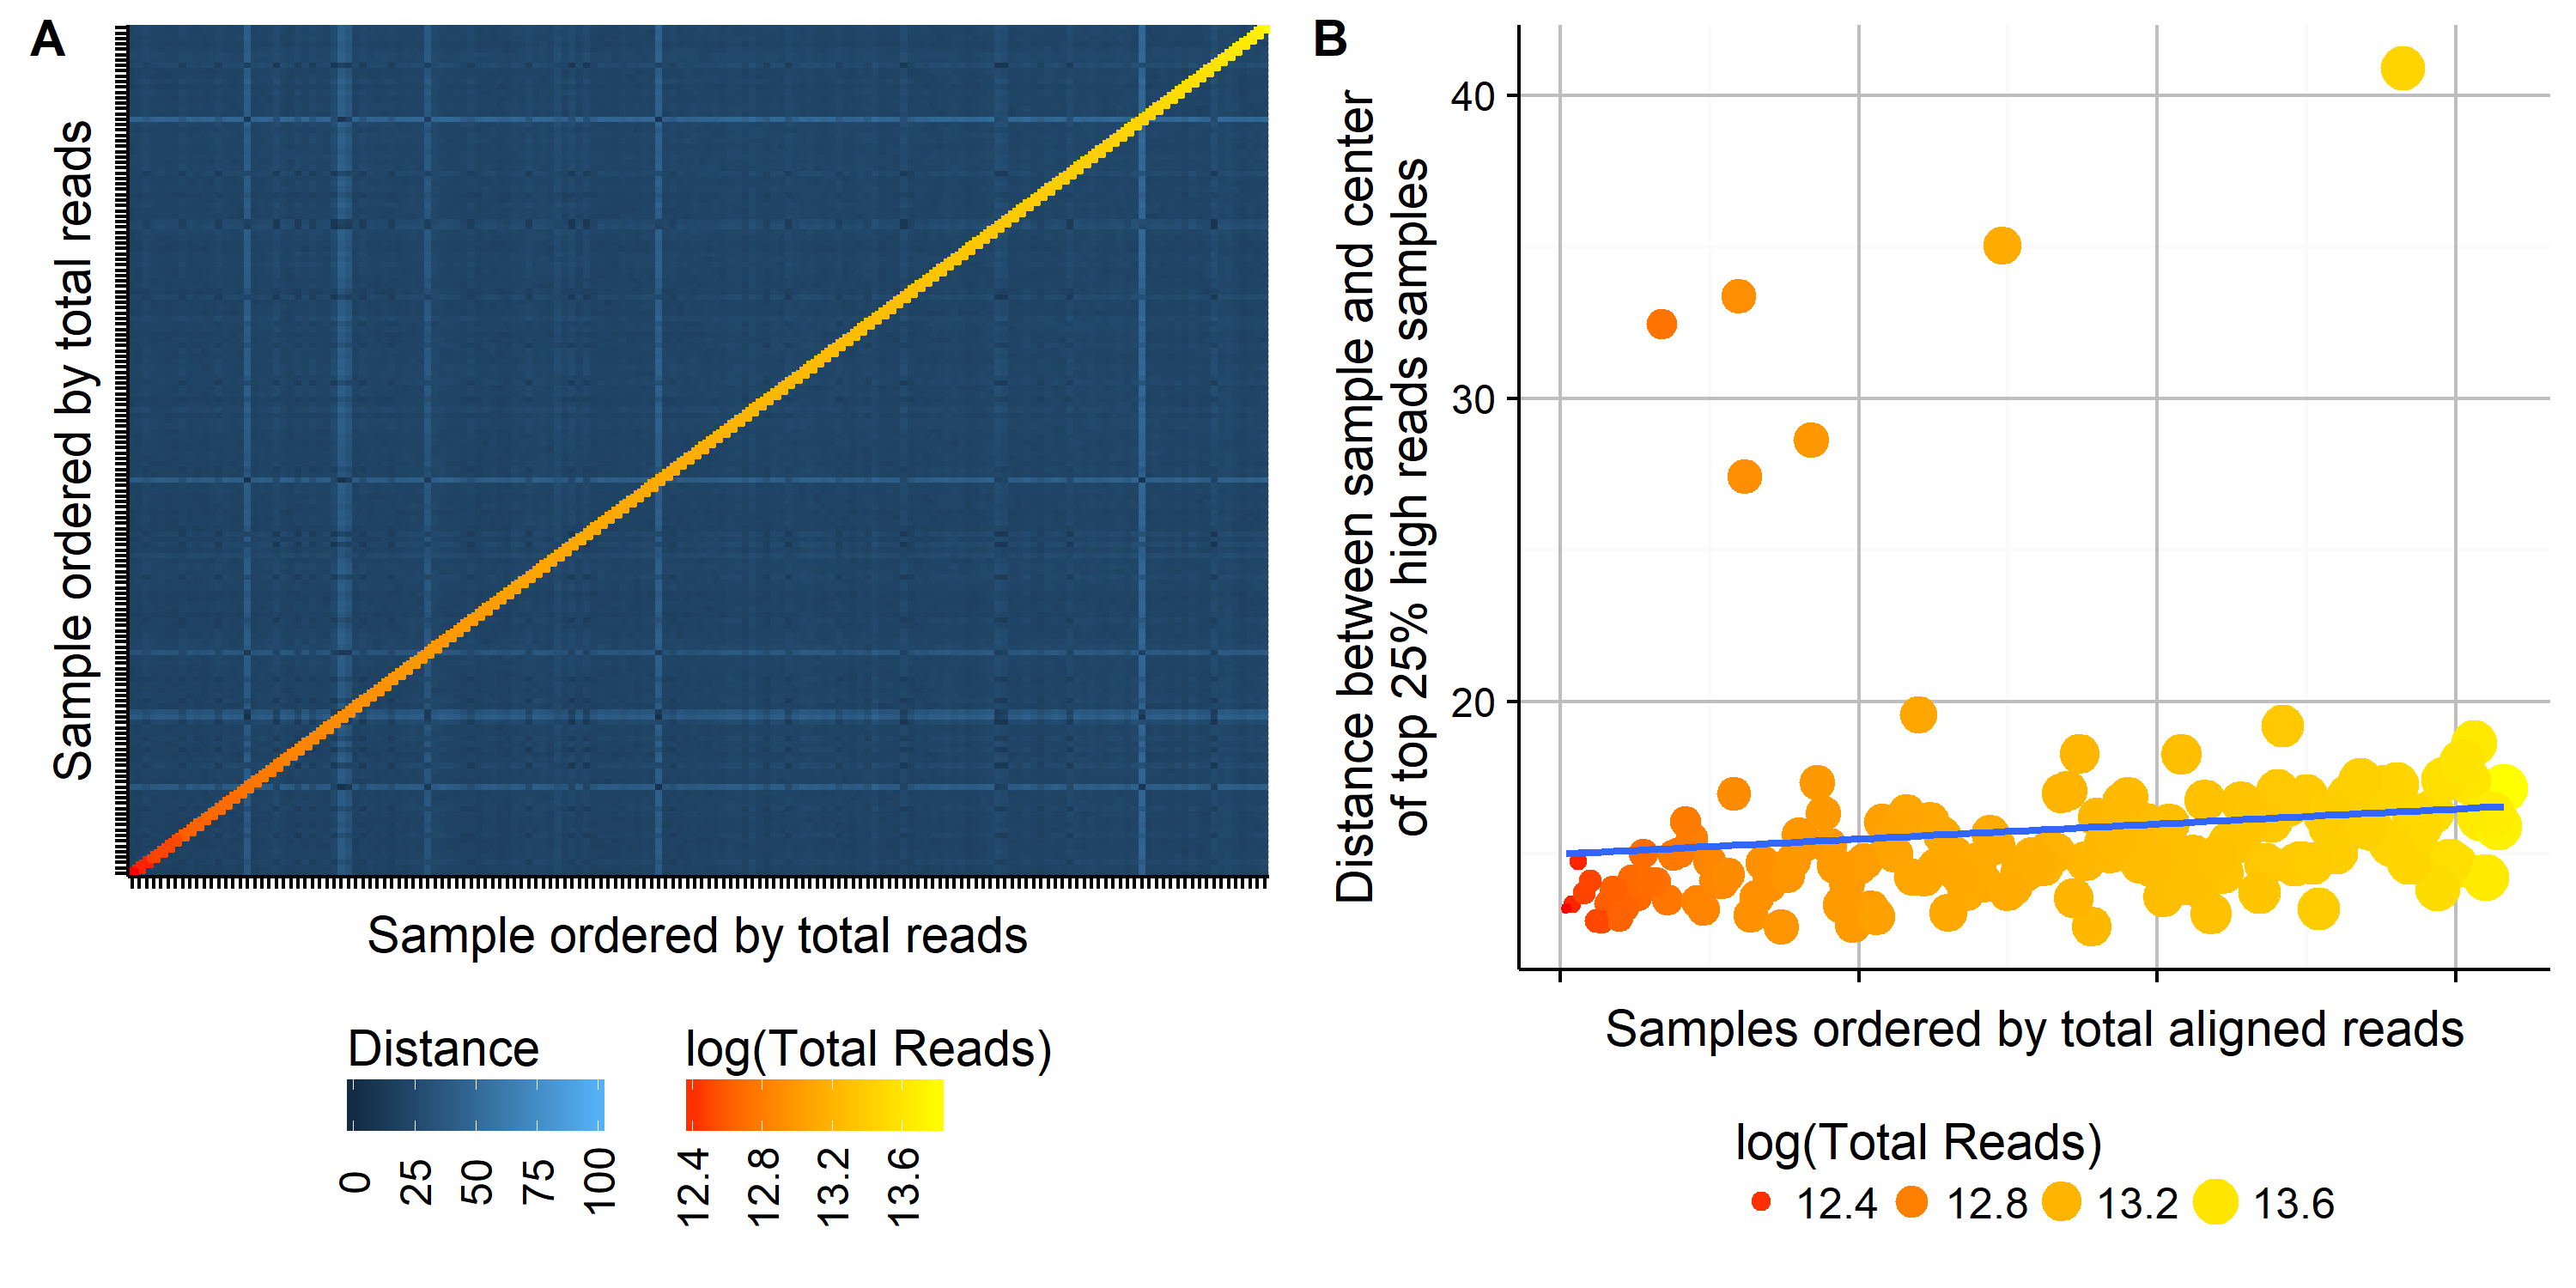 A
Sample ordered by total reads
Sample ordered by total reads
Distance
0
25
50
75
100
log(Total Reads)
12.4
12.8
13.2
13.6
B
Distance between sample and center
of top 25% high reads samples
40
30
20
Samples ordered by total aligned reads
log(Total Reads)
12.4 12.8 13.2 13.6